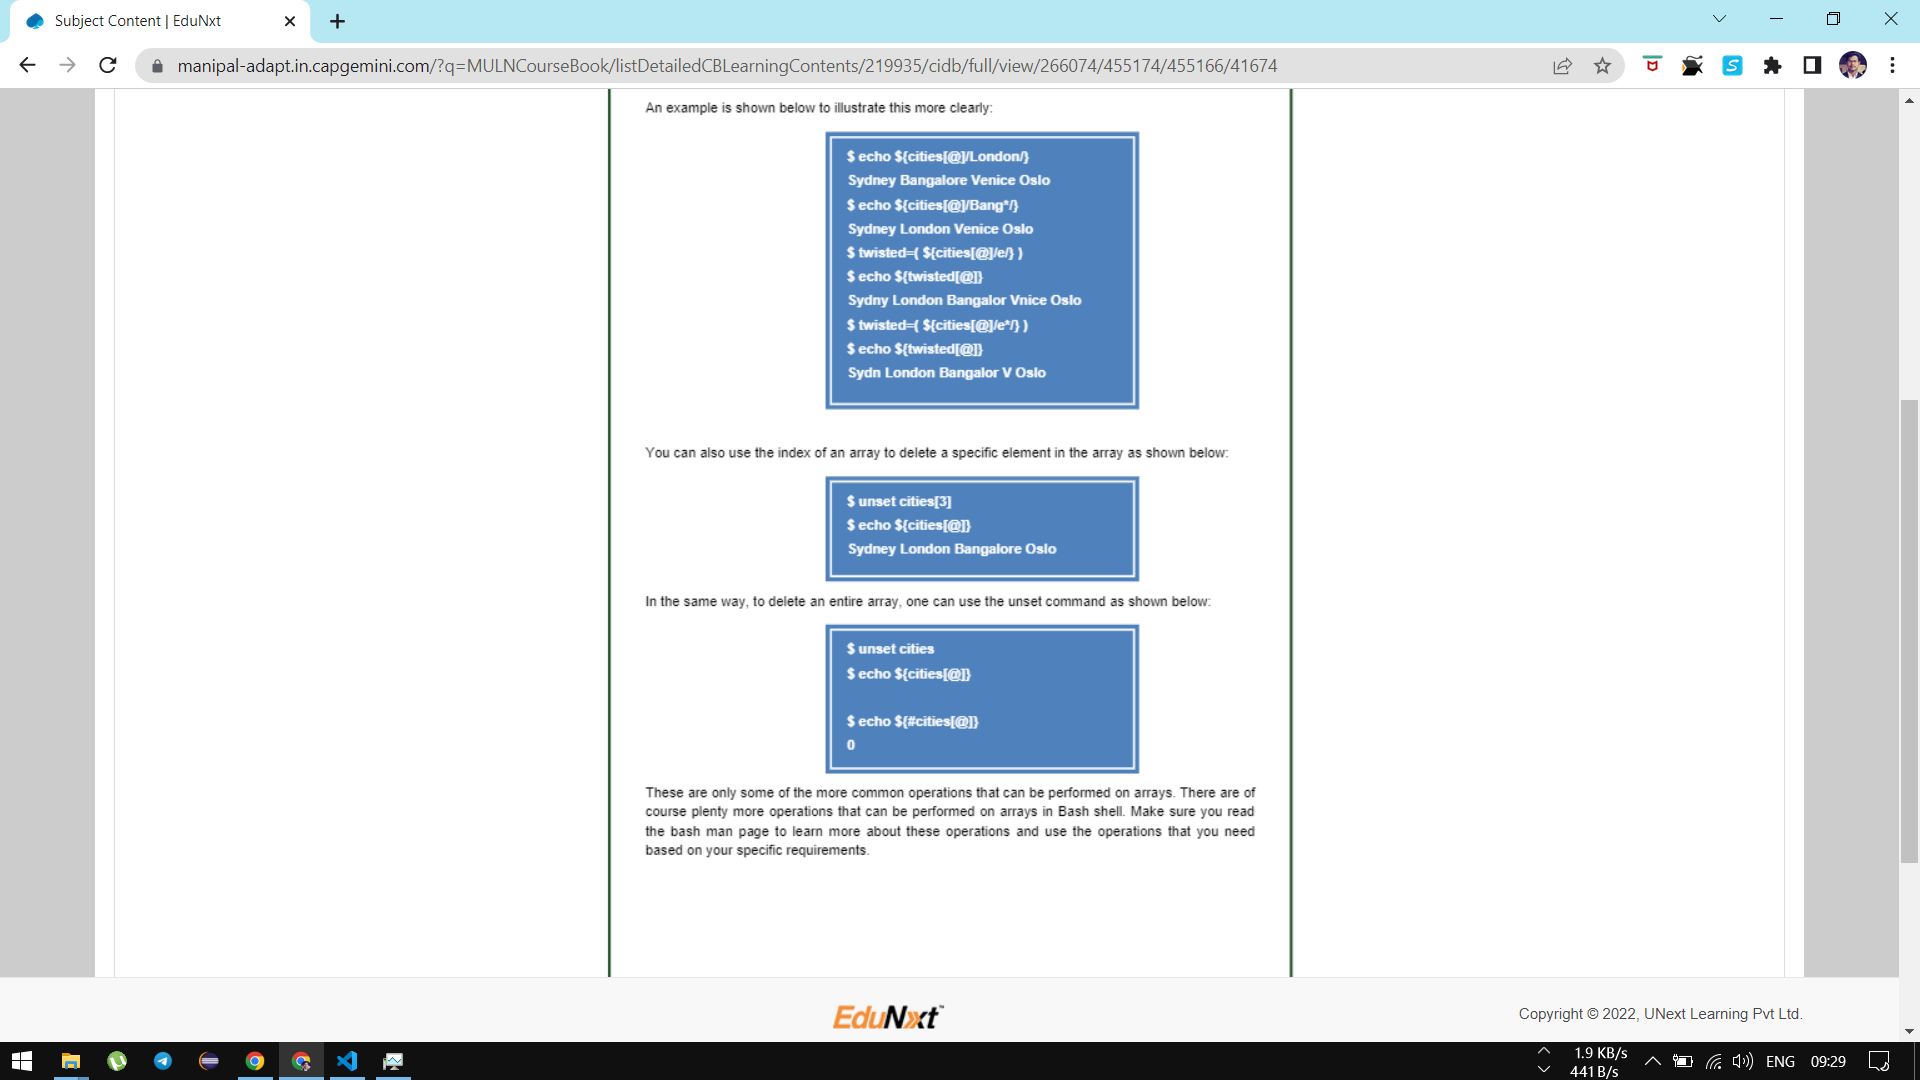 Subject Content | EduNxt
manipal-adapt.in.capgemini.com/?q=MULNCourseBook/listDetailedCBLearningContents/219935/cidb/full/view/266074/455174/455166/41674
An example is shown below to illustrate this more clearly:
$ echo ${cities[@]/London/}
Sydney Bangalore Venice Oslo
$ echo ${cities[@]/Bang*/}
Sydney London Venice Oslo
$ twisted=( ${cities[@]/e/} )
$ echo ${twisted[@]}
Sydny London Bangalor Vnice Oslo
$ twisted=( ${cities[@]/e*/} )
$ echo ${twisted[@]}
Sydn London Bangalor V Oslo
You can also use the index of an array to delete a specific element in the array as shown below:
$ unset cities[3]
$ echo ${cities[@]}
Sydney London Bangalore Oslo
In the same way, to delete an entire array, one can use the unset command as shown below:
$ unset cities
$ echo ${cities[@]}
$ echo ${#cities[@]}
0
These are only some of the more common operations that can be performed on arrays. There are of
course plenty more operations that can be performed on arrays in Bash shell. Make sure you read
the bash man page to learn more about these operations and use the operations that you need
based on your specific requirements.
EduNxt™
Copyright © 2022, UNext Learning Pvt Ltd.
1.9 KB/s
441 B/s
ENG
09:29